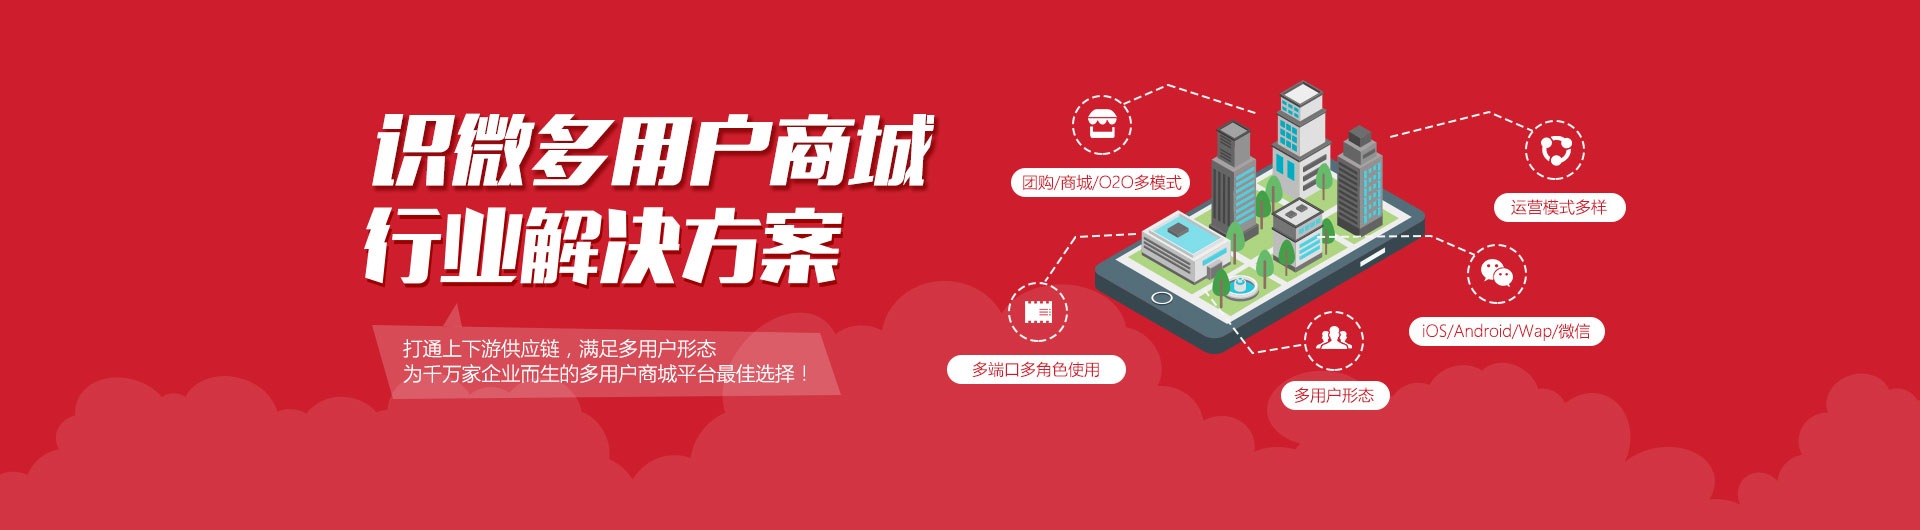 识微多用户商城
行业解决方案
打通上下游供应链，满足多用户形态
为千万家企业而生的多用户商城平台最佳选择！
团购/商城/O2O多模式
运营模式多样
iOS/Android/Wap/微信
多端口多角色使用
多用户形态